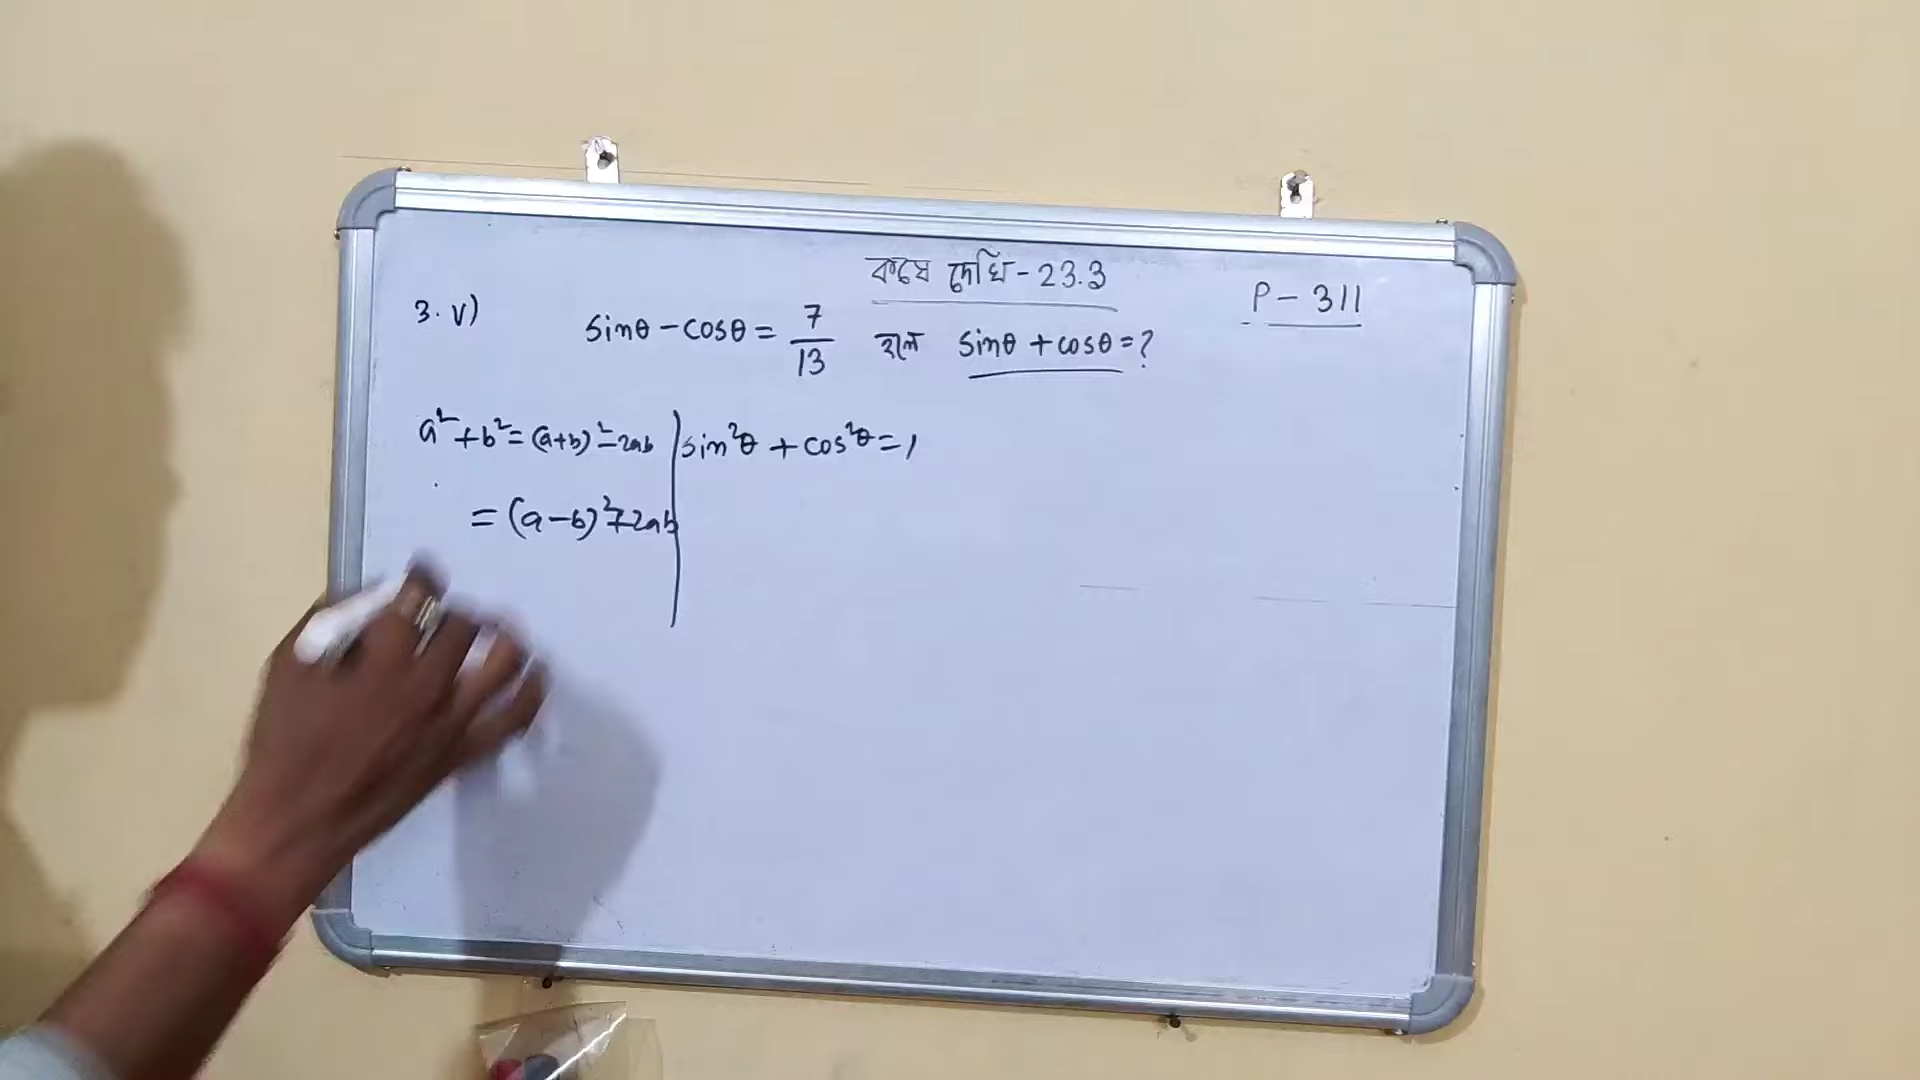 কষে দেখি - 23.3
P - 311
3. v) sinθ - cosθ = 7/13 হলে sinθ + cosθ = ?
a² + b² = (a+b)² - 2ab | sin²θ + cos²θ = 1
= (a-b)² + 2ab